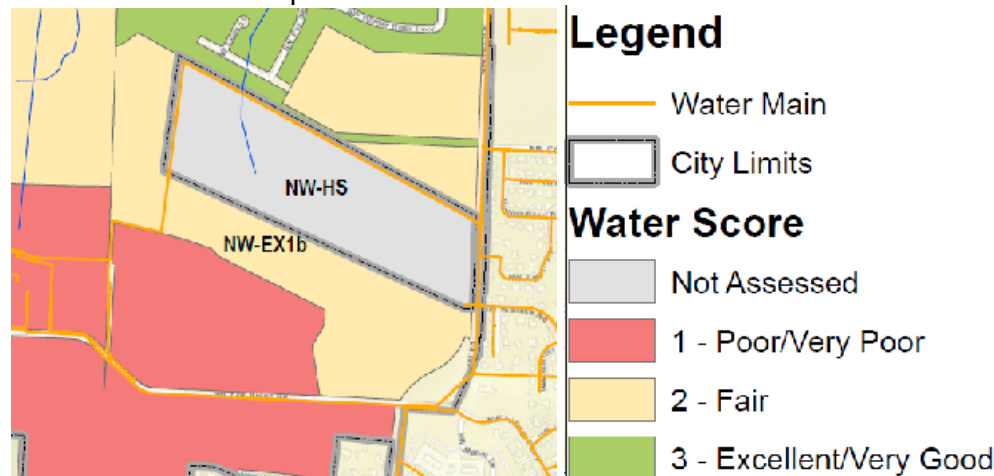 NW-HS
NW-EX1b
Legend
Water Main
City Limits
Water Score
Not Assessed
1 - Poor/Very Poor
2 - Fair
3 - Excellent/Very Good